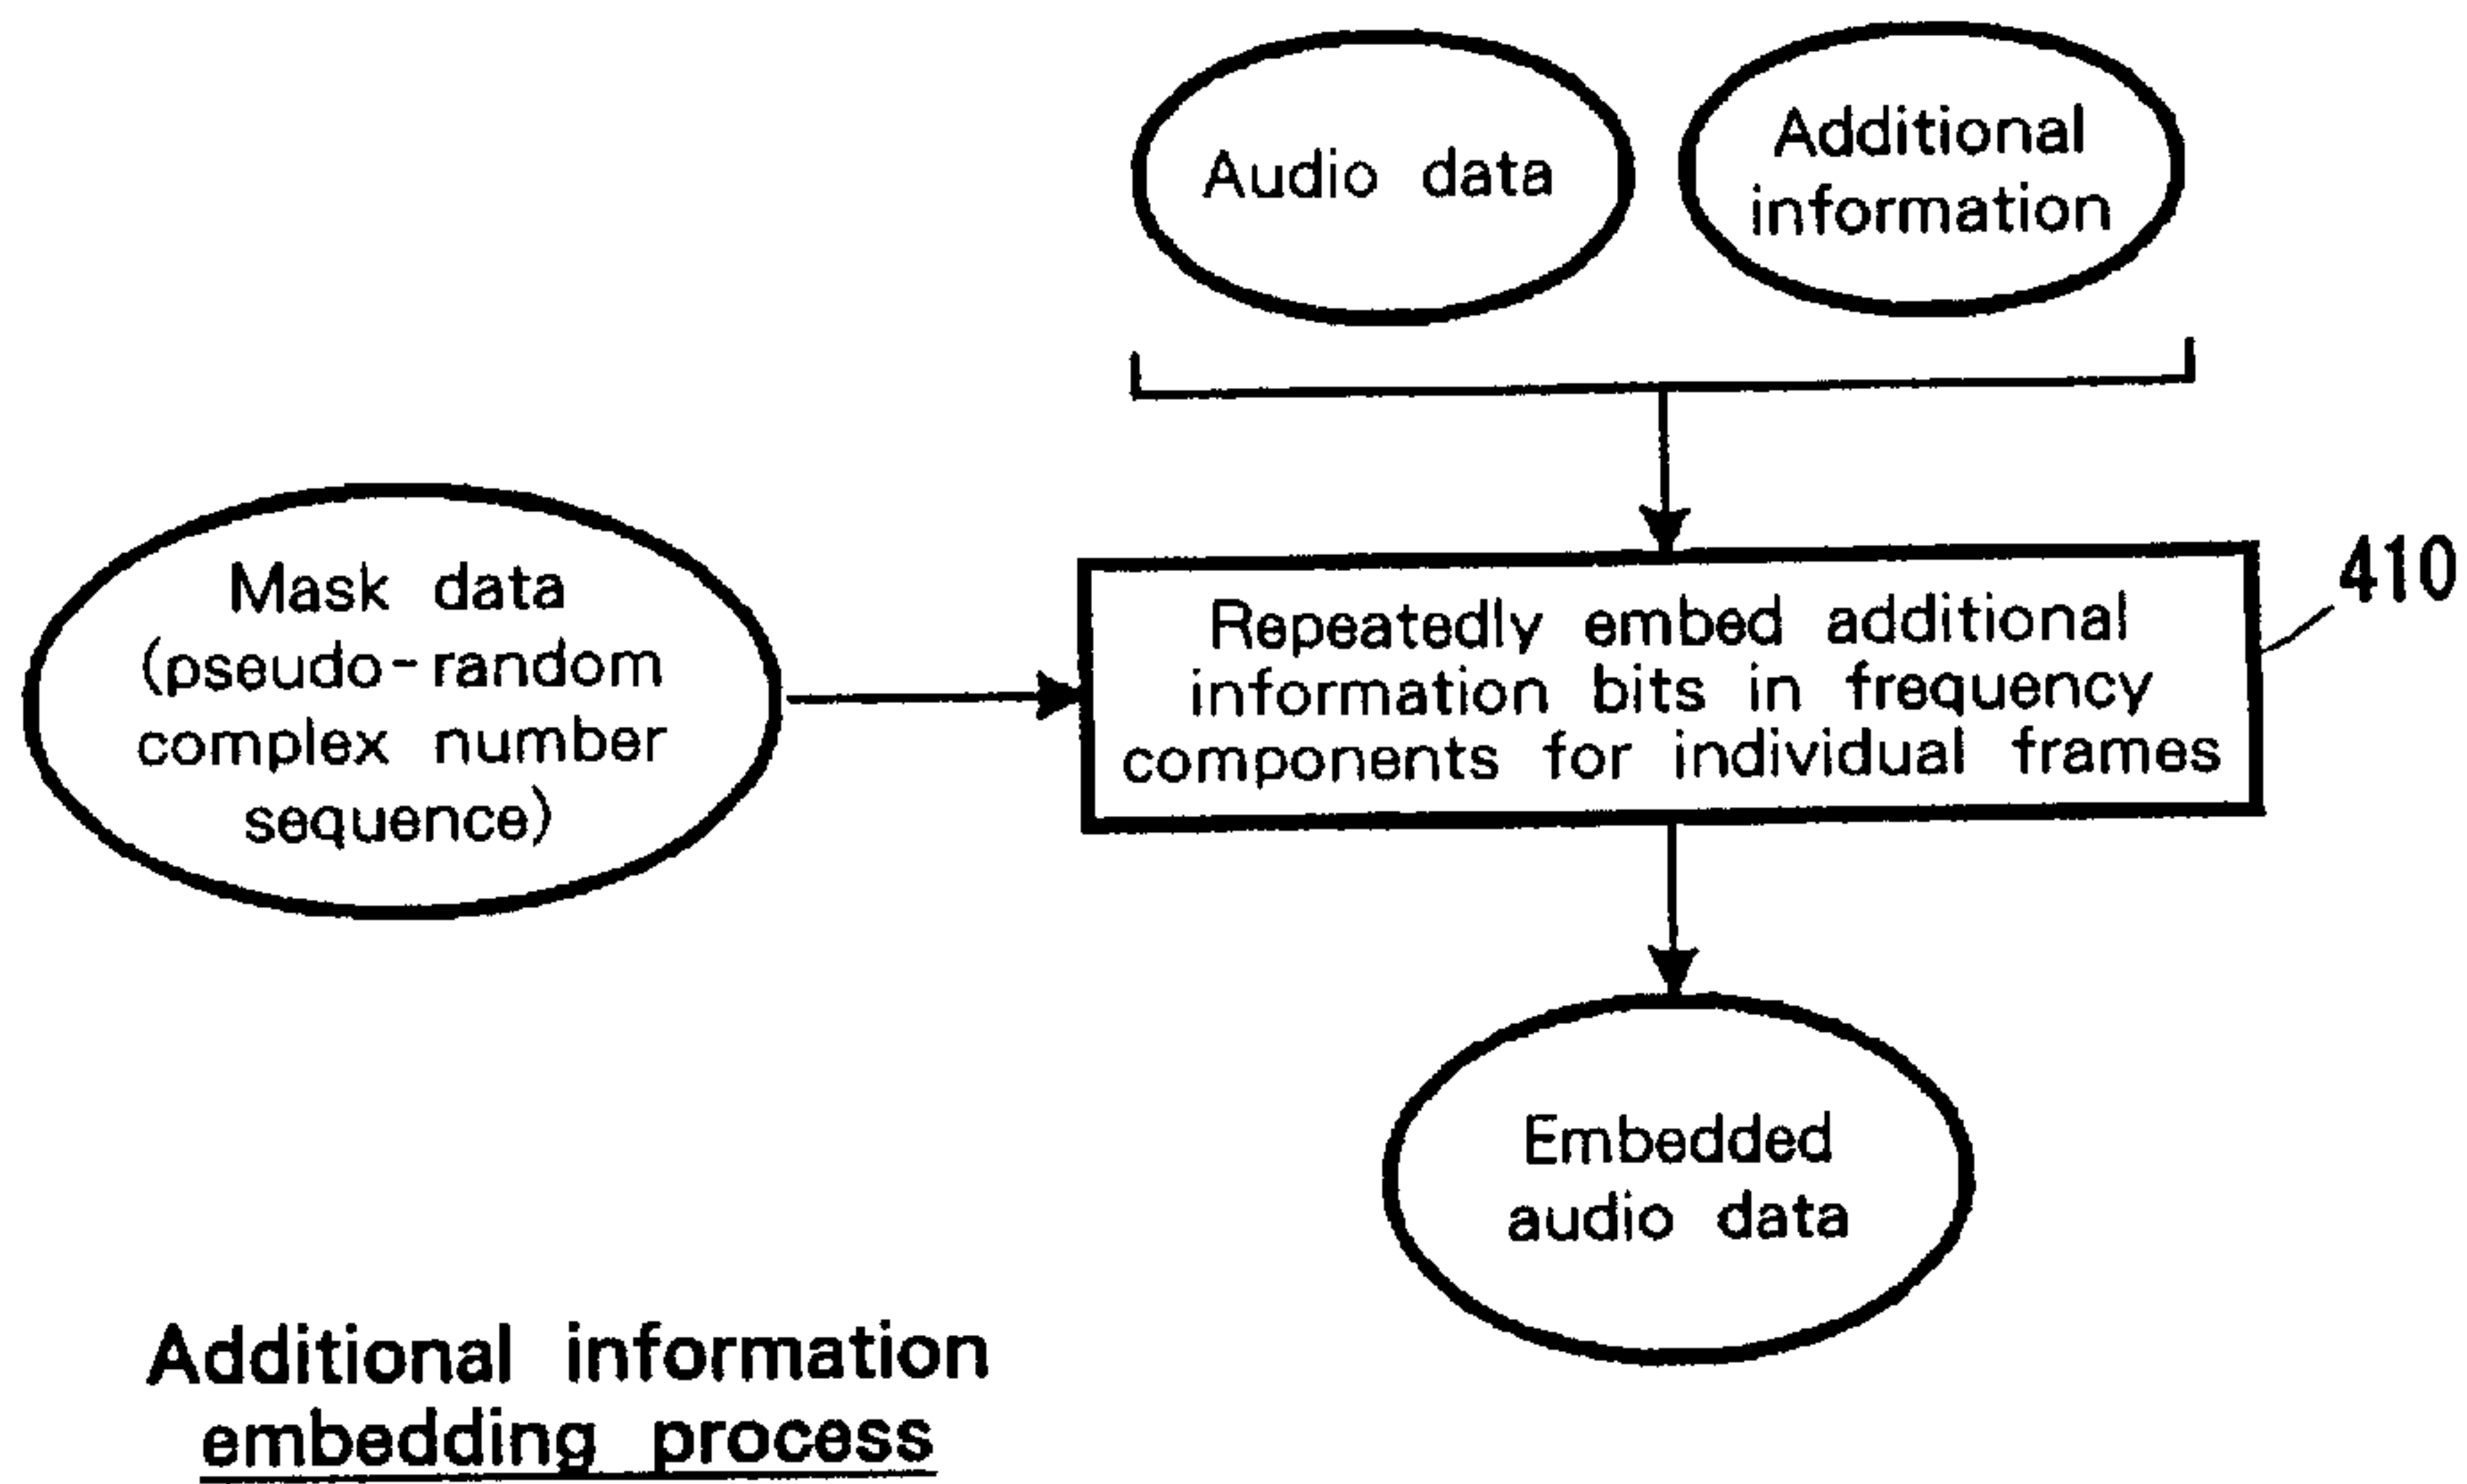 Audio data
Additional
information
Mask data
(pseudo-random
complex number
sequence)
Repeatedly embed additional
information bits in frequency
components for individual frames
410
Embedded
audio data
Additional information
embedding process